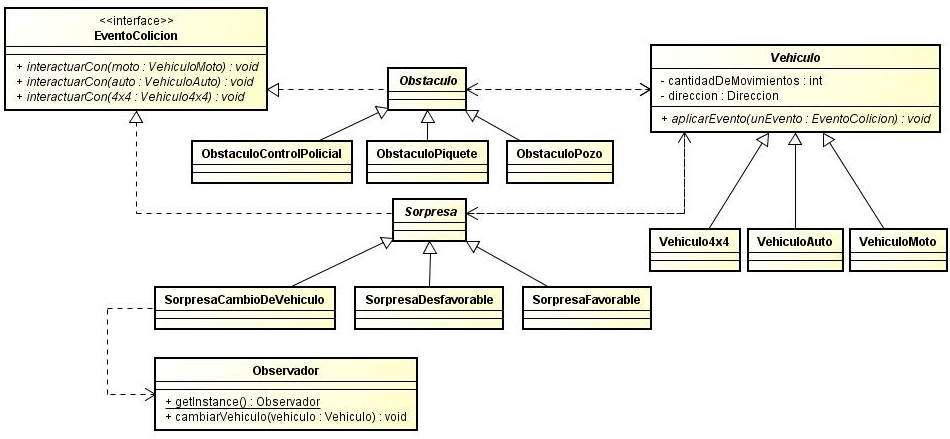 <<interface>>
EventoColicion
+ interactuarCon(moto : VehiculoMoto) : void
+ interactuarCon(auto : VehiculoAuto) : void
+ interactuarCon(4x4 : Vehiculo4x4) : void
Obstaculo
Vehiculo
- cantidadDeMovimientos : int
- direccion : Direccion
+ aplicarEvento(unEvento : EventoColicion) : void
ObstaculoControlPolicial
ObstaculoPiquete
ObstaculoPozo
Sorpresa
Vehiculo4x4
VehiculoAuto
VehiculoMoto
SorpresaCambioDeVehiculo
SorpresaDesfavorable
SorpresaFavorable
Observador
+ getInstance() : Observador
+ cambiarVehiculo(vehiculo : Vehiculo) : void